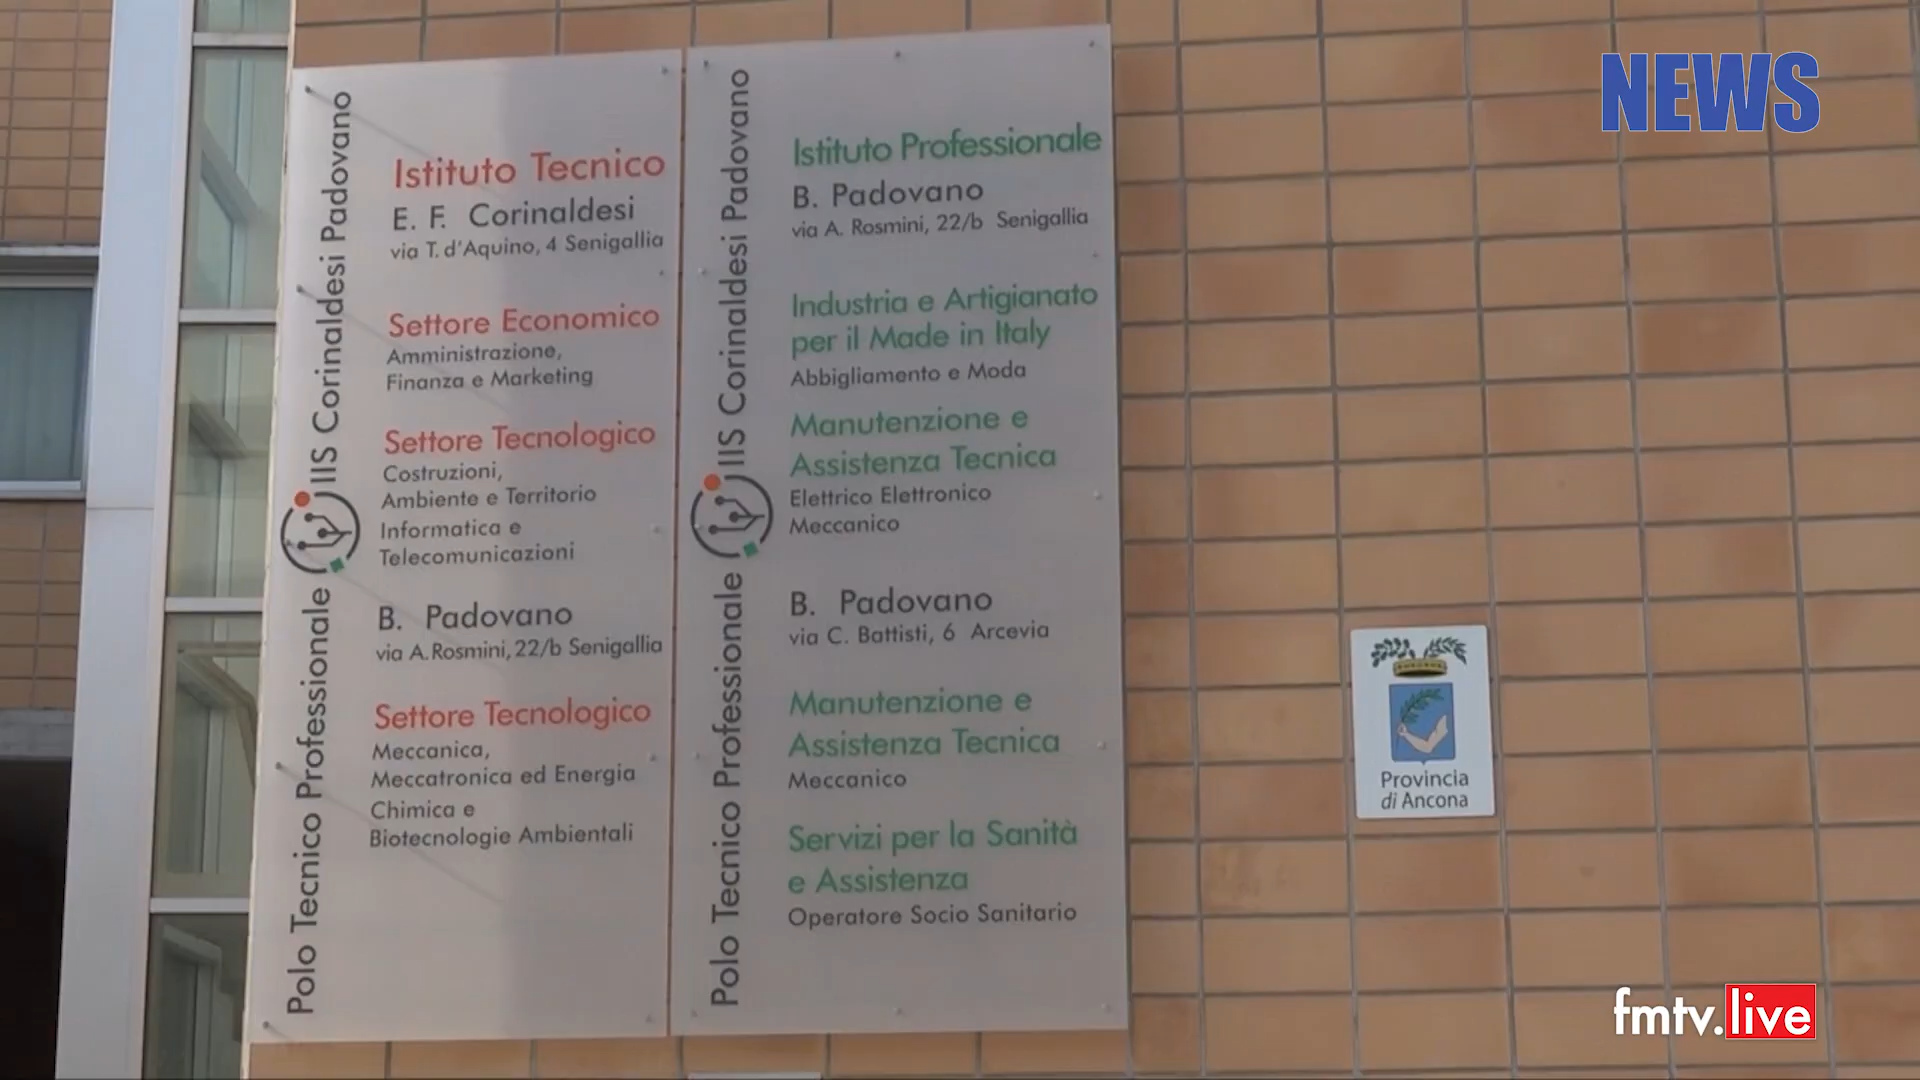 Polo Tecnico Professionale IIS Corinaldesi Padovano
Istituto Tecnico
E. F. Corinaldesi
via T. d'Aquino, 4 Senigallia
Settore Economico
Amministrazione,
Finanza e Marketing
Settore Tecnologico
Costruzioni,
Ambiente e Territorio
Informatica e
Telecomunicazioni
B. Padovano
via A. Rosmini, 22/b Senigallia
Settore Tecnologico
Meccanica,
Meccatronica ed Energia
Chimica e
Biotecnologie Ambientali
Polo Tecnico Professionale IIS Corinaldesi Padovano
Istituto Professionale
B. Padovano
via A. Rosmini, 22/b Senigallia
Industria e Artigianato
per il Made in Italy
Abbigliamento e Moda
Manutenzione e
Assistenza Tecnica
Elettrico Elettronico
Meccanico
B. Padovano
via C. Battisti, 6 Arcevia
Manutenzione e
Assistenza Tecnica
Meccanico
Servizi per la Sanità
e Assistenza
Operatore Socio Sanitario
NEWS
Provincia
di Ancona
fmtv.live